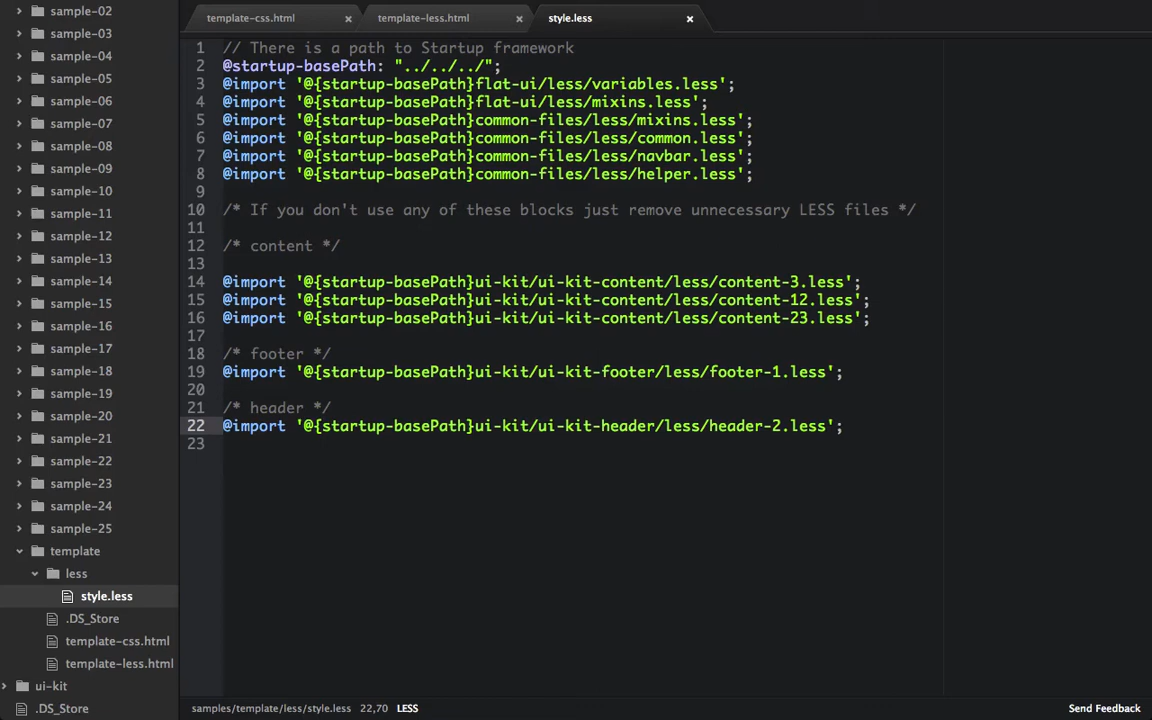 sample-02
sample-03
sample-04
sample-05
sample-06
sample-07
sample-08
sample-09
sample-10
sample-11
sample-12
sample-13
sample-14
sample-15
sample-16
sample-17
sample-18
sample-19
sample-20
sample-21
sample-22
sample-23
sample-24
sample-25
template
less
style.less
.DS_Store
template-css.html
template-less.html
ui-kit
.DS_Store
template-css.html × template-less.html × style.less ×
1 // There is a path to Startup framework
2 @startup-basePath: "../../../";
3 @import '@{startup-basePath}flat-ui/less/variables.less';
4 @import '@{startup-basePath}flat-ui/less/mixins.less';
5 @import '@{startup-basePath}common-files/less/mixins.less';
6 @import '@{startup-basePath}common-files/less/common.less';
7 @import '@{startup-basePath}common-files/less/navbar.less';
8 @import '@{startup-basePath}common-files/less/helper.less';
9
10 /* If you don't use any of these blocks just remove unnecessary LESS files */
11
12 /* content */
13
14 @import '@{startup-basePath}ui-kit/ui-kit-content/less/content-3.less';
15 @import '@{startup-basePath}ui-kit/ui-kit-content/less/content-12.less';
16 @import '@{startup-basePath}ui-kit/ui-kit-content/less/content-23.less';
17
18 /* footer */
19 @import '@{startup-basePath}ui-kit/ui-kit-footer/less/footer-1.less';
20
21 /* header */
22 @import '@{startup-basePath}ui-kit/ui-kit-header/less/header-2.less';
23
samples/template/less/style.less 22,70 LESS Send Feedback